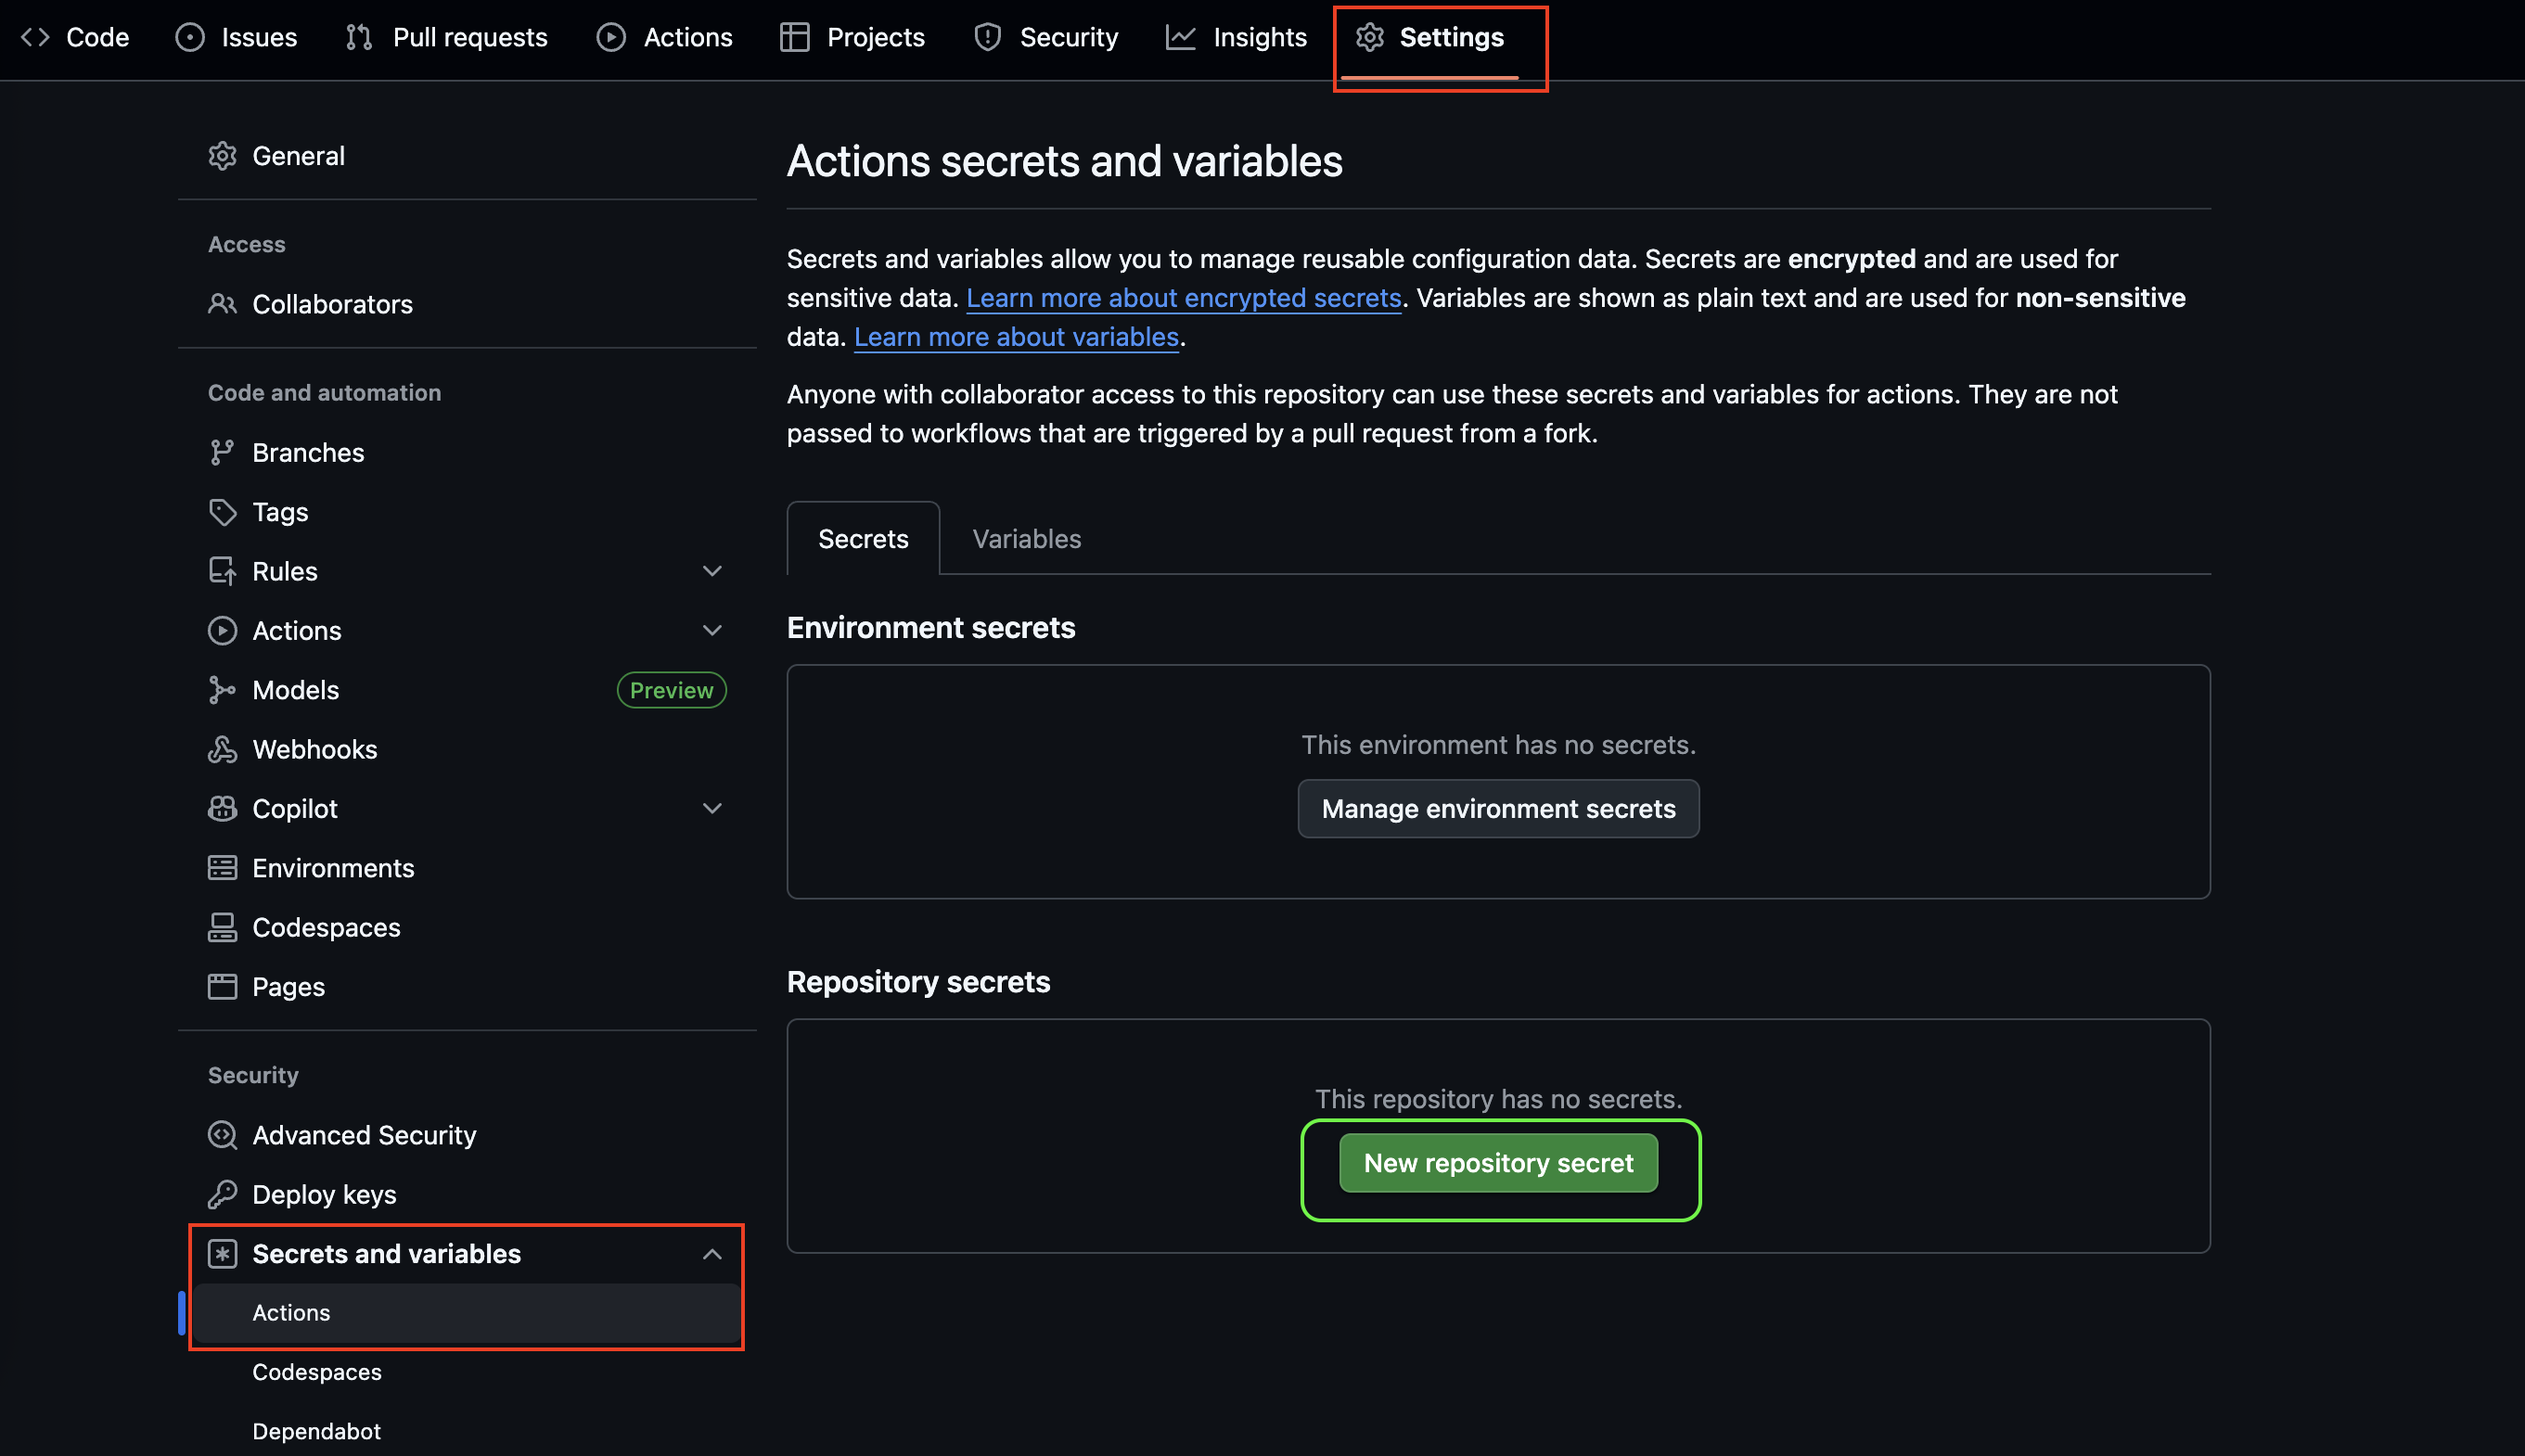 Code Issues Pull requests Actions Projects Security Insights Settings
General
Access
Collaborators
Code and automation
Branches
Tags
Rules
Actions
Models Preview
Webhooks
Copilot
Environments
Codespaces
Pages
Security
Advanced Security
Deploy keys
Secrets and variables
Actions
Codespaces
Dependabot
Actions secrets and variables
Secrets and variables allow you to manage reusable configuration data. Secrets are encrypted and are used for
sensitive data. Learn more about encrypted secrets. Variables are shown as plain text and are used for non-sensitive
data. Learn more about variables.
Anyone with collaborator access to this repository can use these secrets and variables for actions. They are not
passed to workflows that are triggered by a pull request from a fork.
Secrets Variables
Environment secrets
This environment has no secrets.
Manage environment secrets
Repository secrets
This repository has no secrets.
New repository secret